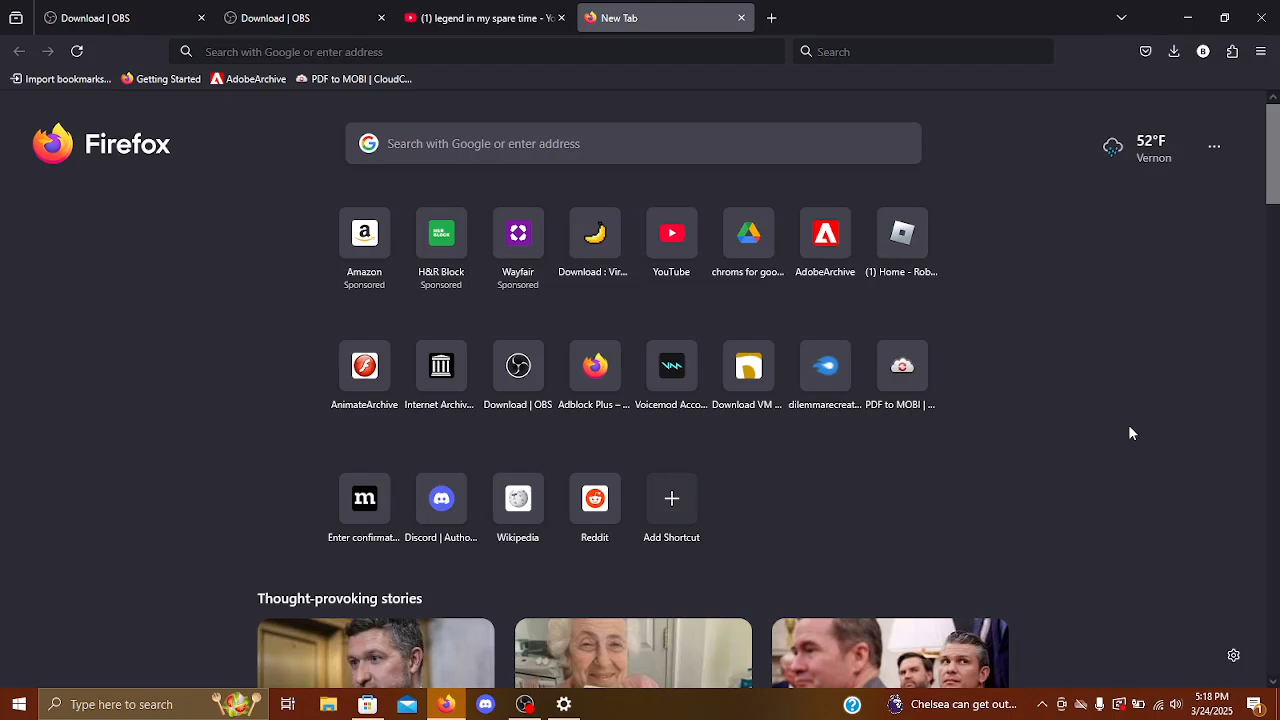 Download | OBS
Download | OBS
(1) legend in my spare time - Yo
New Tab
Search with Google or enter address
Search
B
Import bookmarks...
Getting Started
AdobeArchive
PDF to MOBI | CloudC...
Firefox
Search with Google or enter address
52°F
Vernon
Amazon
Sponsored
H&R Block
Sponsored
Wayfair
Sponsored
Download : Vir...
YouTube
chroms for goo...
AdobeArchive
(1) Home - Rob...
AnimateArchive
Internet Archiv...
Download | OBS
Adblock Plus – ...
Voicemod Acco...
Download VM ...
dilemmarecreat...
PDF to MOBI | ...
Enter confirmat...
Discord | Autho...
Wikipedia
Reddit
Add Shortcut
Thought-provoking stories
Type here to search
Chelsea can get out...
5:18 PM
3/24/2025